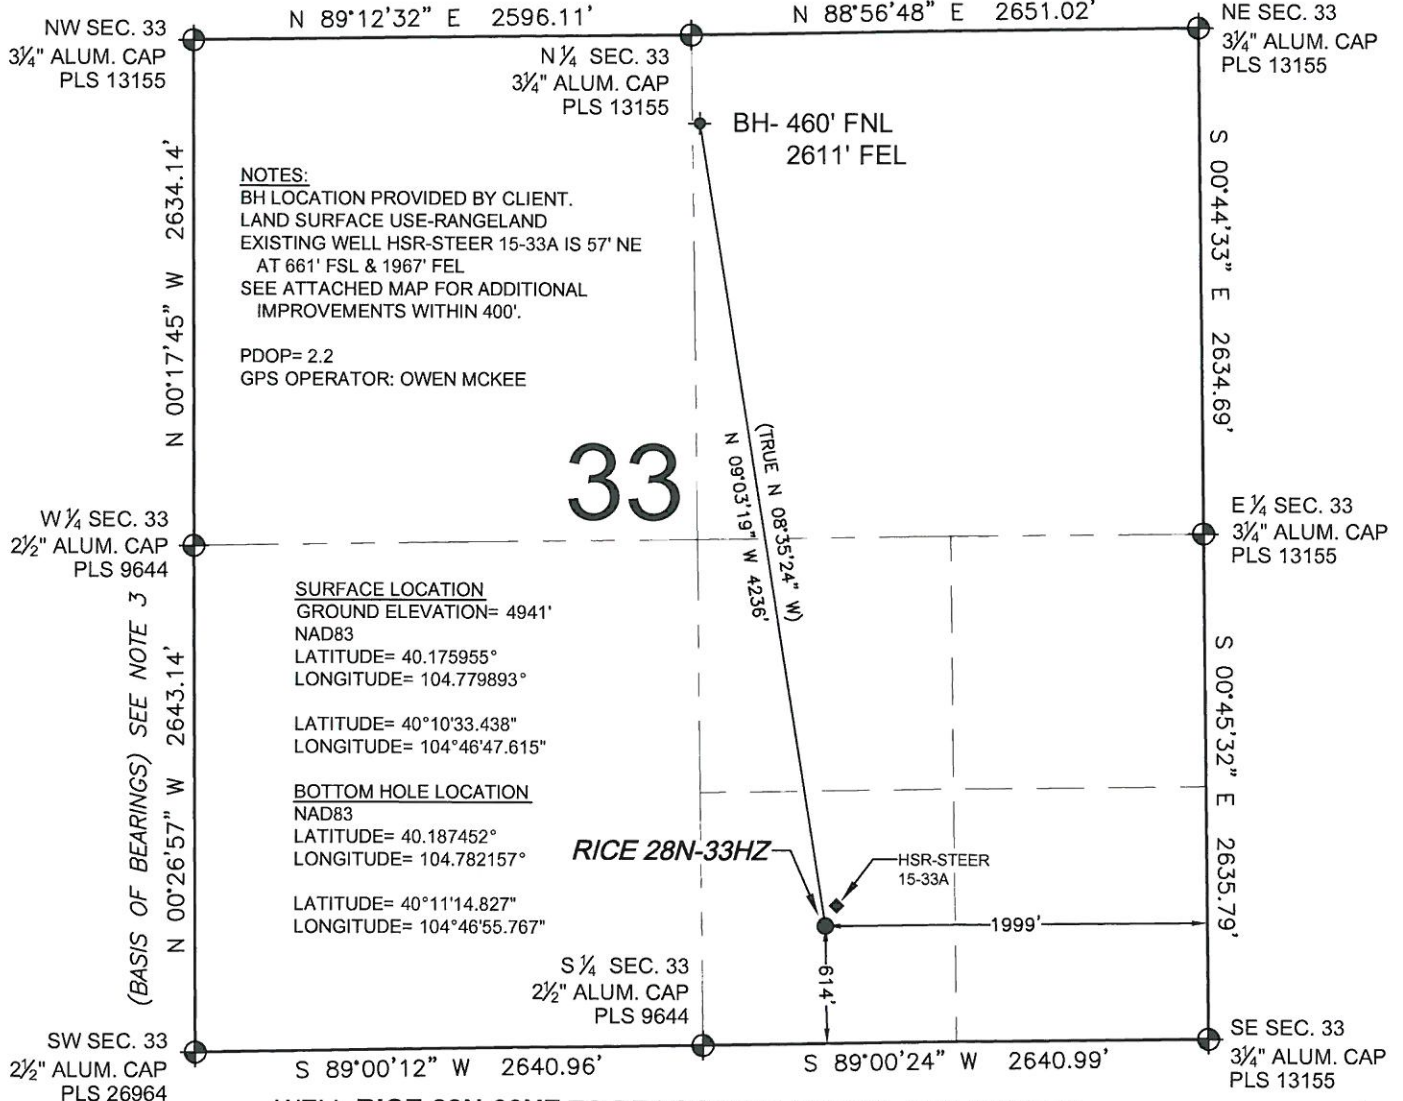 N 89°12'32" E 2596.11'
N 88°56'48" E 2651.02'
NW SEC. 33
3¼" ALUM. CAP
PLS 13155
N ¼ SEC. 33
3¼" ALUM. CAP
PLS 13155
NE SEC. 33
3¼" ALUM. CAP
PLS 13155
BH- 460' FNL
2611' FEL
N 00°17'45" W 2634.14'
S 00°44'33" E 2634.69'
NOTES:
BH LOCATION PROVIDED BY CLIENT.
LAND SURFACE USE-RANGELAND
EXISTING WELL HSR-STEER 15-33A IS 57' NE
AT 661' FSL & 1967' FEL
SEE ATTACHED MAP FOR ADDITIONAL
IMPROVEMENTS WITHIN 400'.
PDOP= 2.2
GPS OPERATOR: OWEN MCKEE
33
(TRUE N 08°35'24" W)
N 09°03'19" W 4236'
W ¼ SEC. 33
2½" ALUM. CAP
PLS 9644
E ¼ SEC. 33
3¼" ALUM. CAP
PLS 13155
(BASIS OF BEARINGS) SEE NOTE 3
N 00°26'57" W 2643.14'
S 00°45'32" E 2635.79'
SURFACE LOCATION
GROUND ELEVATION= 4941'
NAD83
LATITUDE= 40.175955°
LONGITUDE= 104.779893°
LATITUDE= 40°10'33.438"
LONGITUDE= 104°46'47.615"
BOTTOM HOLE LOCATION
NAD83
LATITUDE= 40.187452°
LONGITUDE= 104.782157°
LATITUDE= 40°11'14.827"
LONGITUDE= 104°46'55.767"
RICE 28N-33HZ
HSR-STEER
15-33A
1999'
614'
S ¼ SEC. 33
2½" ALUM. CAP
PLS 9644
SW SEC. 33
2½" ALUM. CAP
PLS 26964
SE SEC. 33
3¼" ALUM. CAP
PLS 13155
S 89°00'12" W 2640.96'
S 89°00'24" W 2640.99'